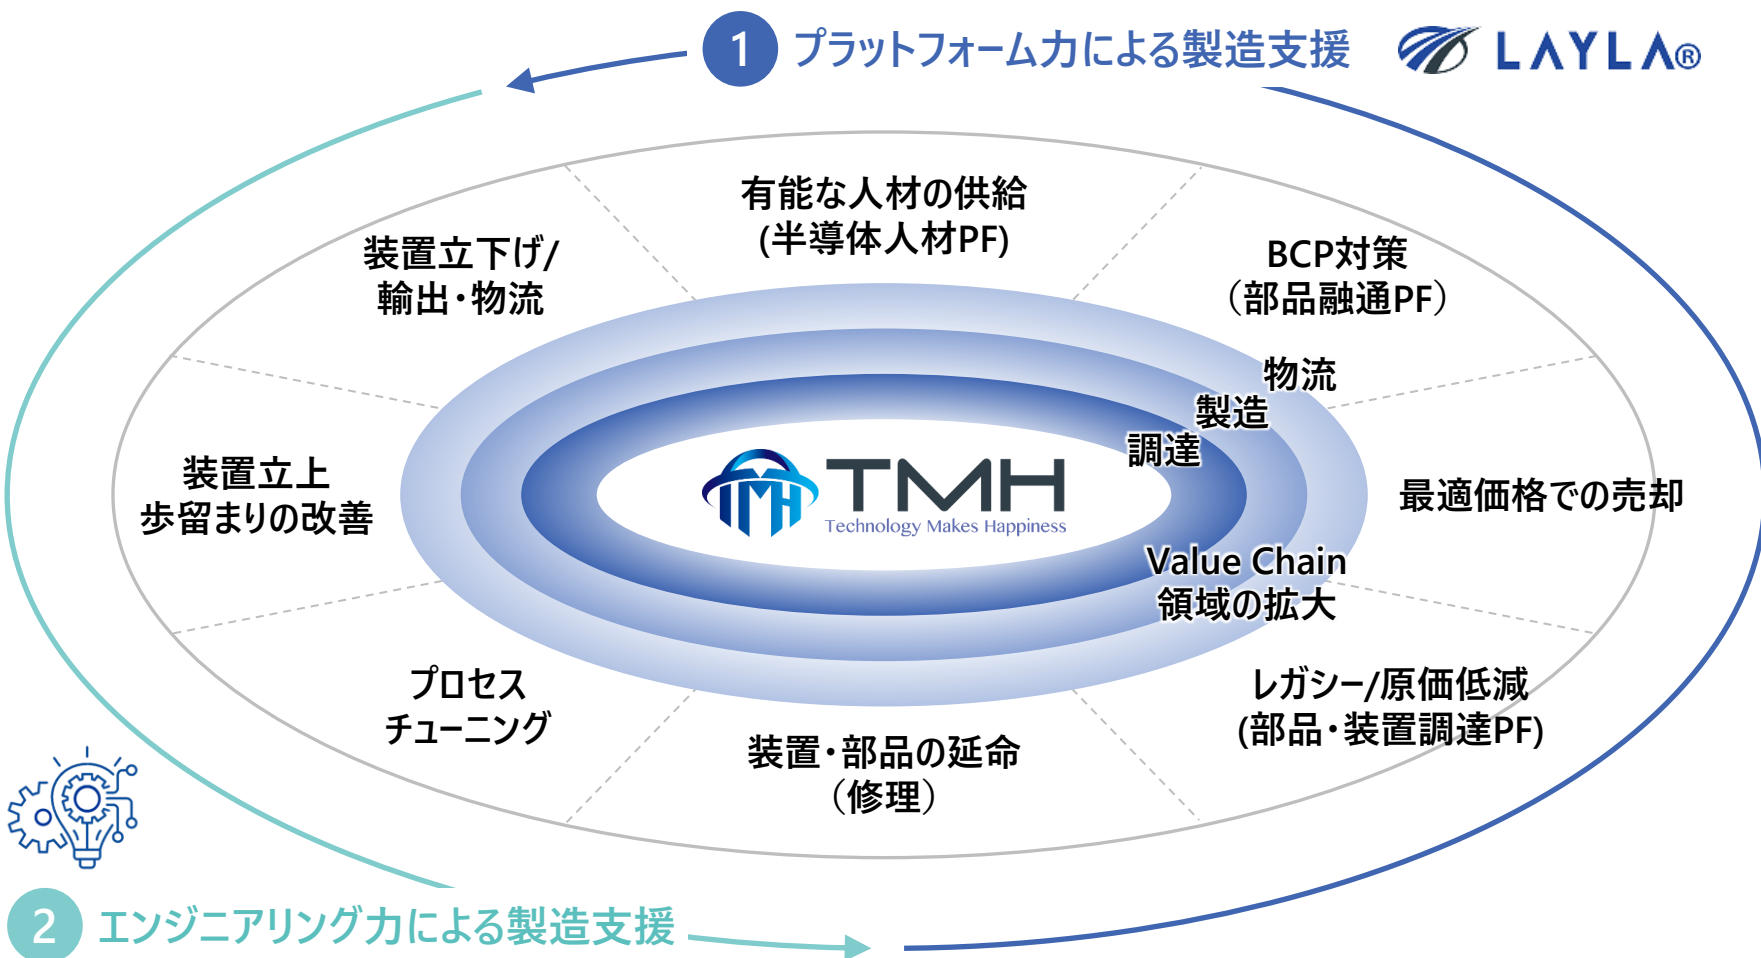 1 プラットフォーム力による製造支援
LAYLA®
有能な人材の供給
(半導体人材PF)
装置立下げ/
輸出・物流
BCP対策
（部品融通PF）
物流
製造
調達
装置立上
歩留まりの改善
TMH
TMH
Technology Makes Happiness
最適価格での売却
Value Chain
領域の拡大
プロセス
チューニング
レガシー/原価低減
(部品・装置調達PF)
装置・部品の延命
（修理）
2 エンジニアリング力による製造支援